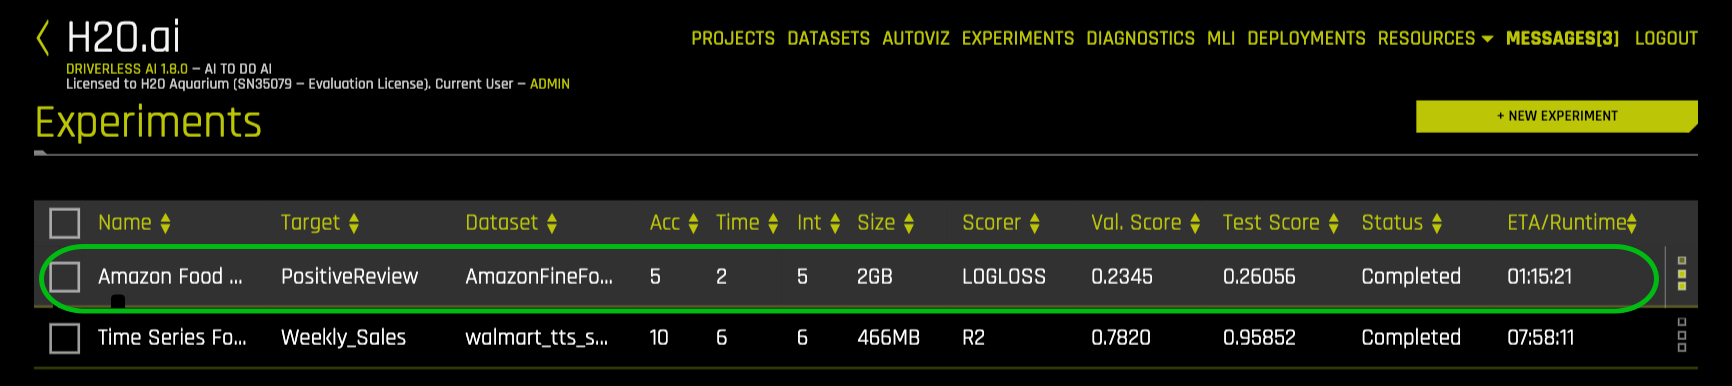 H2O.ai
PROJECTS DATASETS AUTOVIZ EXPERIMENTS DIAGNOSTICS MLI DEPLOYMENTS RESOURCES MESSAGES[3] LOGOUT
DRIVERLESS AI 1.8.0 – AI TO DO AI
Licensed to H2O Aquarium (SN35079 – Evaluation License). Current User – ADMIN
Experiments
+ NEW EXPERIMENT
Name Target Dataset Acc Time Int Size Scorer Val. Score Test Score Status ETA/Runtime
Amazon Food ... PositiveReview AmazonFineFo... 5 2 5 2GB LOGLOSS 0.2345 0.26056 Completed 01:15:21
Time Series Fo... Weekly_Sales walmart_tts_s... 10 6 6 466MB R2 0.7820 0.95852 Completed 07:58:11